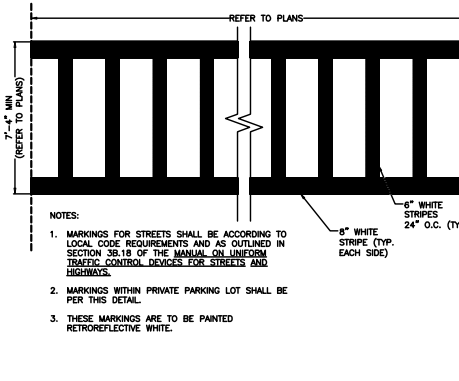 REFER TO PLANS
7'-4" MIN
(REFER TO PLANS)
6" WHITE
STRIPES
24" O.C. (TY
8" WHITE
STRIPE (TYP.
EACH SIDE)
NOTES:
1. MARKINGS FOR STREETS SHALL BE ACCORDING TO
LOCAL CODE REQUIREMENTS AND AS OUTLINED IN
SECTION 3B.18 OF THE MANUAL ON UNIFORM
TRAFFIC CONTROL DEVICES FOR STREETS AND
HIGHWAYS.
2. MARKINGS WITHIN PRIVATE PARKING LOT SHALL BE
PER THIS DETAIL.
3. THESE MARKINGS ARE TO BE PAINTED
RETROREFLECTIVE WHITE.